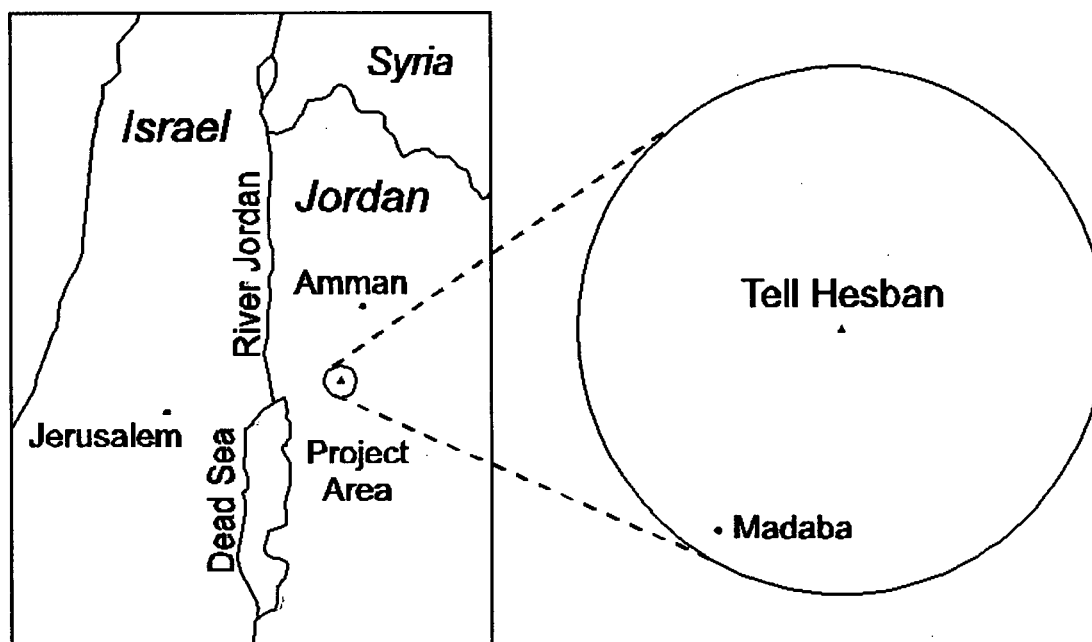 Syria
Israel
Jordan
River Jordan
Amman
Tell Hesban
Jerusalem
Dead Sea
Project
Area
Madaba